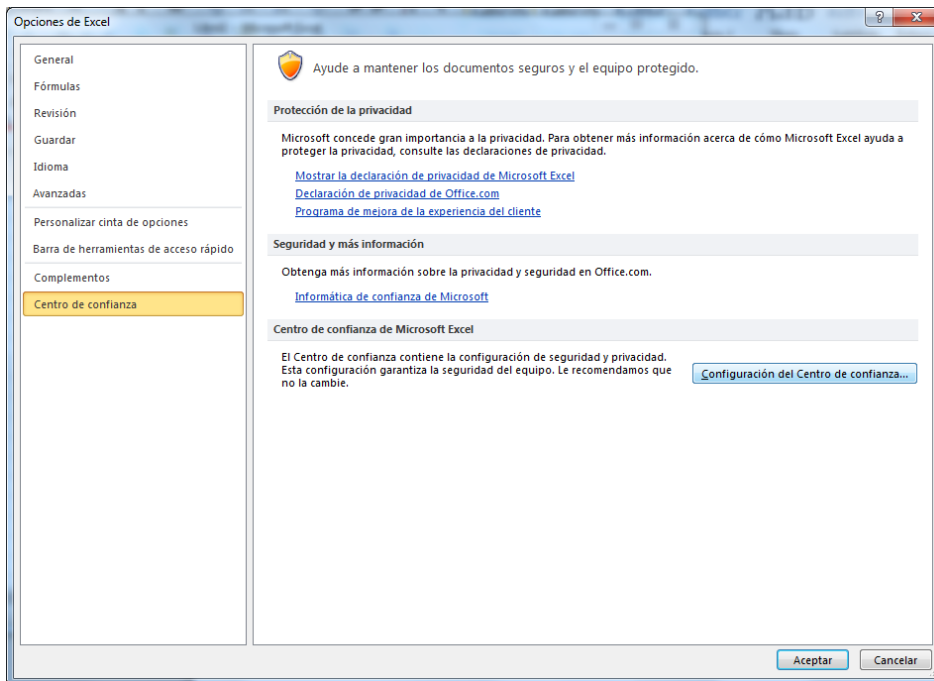 Opciones de Excel
General
Fórmulas
Revisión
Guardar
Idioma
Avanzadas
Personalizar cinta de opciones
Barra de herramientas de acceso rápido
Complementos
Centro de confianza
Ayude a mantener los documentos seguros y el equipo protegido.
Protección de la privacidad
Microsoft concede gran importancia a la privacidad. Para obtener más información acerca de cómo Microsoft Excel ayuda a
proteger la privacidad, consulte las declaraciones de privacidad.
Mostrar la declaración de privacidad de Microsoft Excel
Declaración de privacidad de Office.com
Programa de mejora de la experiencia del cliente
Seguridad y más información
Obtenga más información sobre la privacidad y seguridad en Office.com.
Informática de confianza de Microsoft
Centro de confianza de Microsoft Excel
El Centro de confianza contiene la configuración de seguridad y privacidad.
Esta configuración garantiza la seguridad del equipo. Le recomendamos que
no la cambie.
Configuración del Centro de confianza...
Aceptar
Cancelar